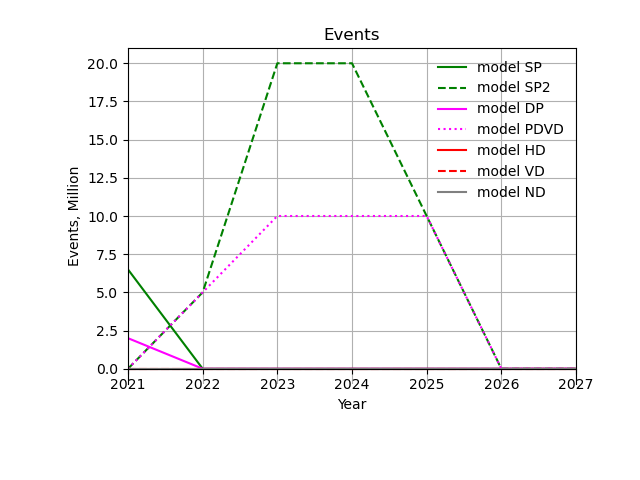 Events
20.0
17.5
15.0
12.5
10.0
7.5
5.0
2.5
0.0
Events, Million
model SP
model SP2
model DP
model PDVD
model HD
model VD
model ND
2021 2022 2023 2024 2025 2026 2027
Year